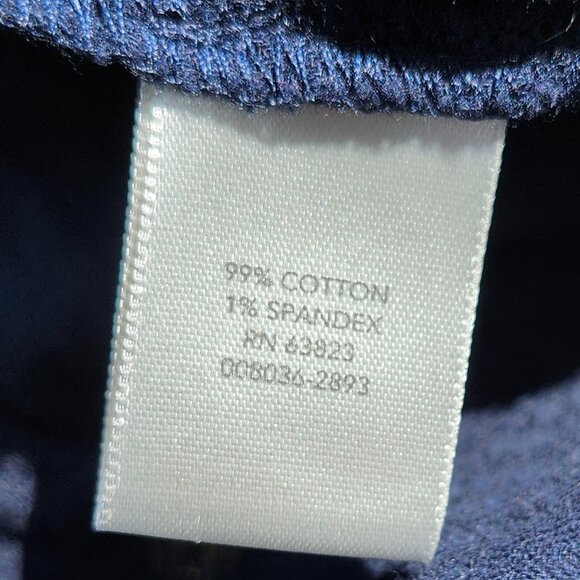 99% COTTON
1% SPANDEX
RN 63823
008036-2893